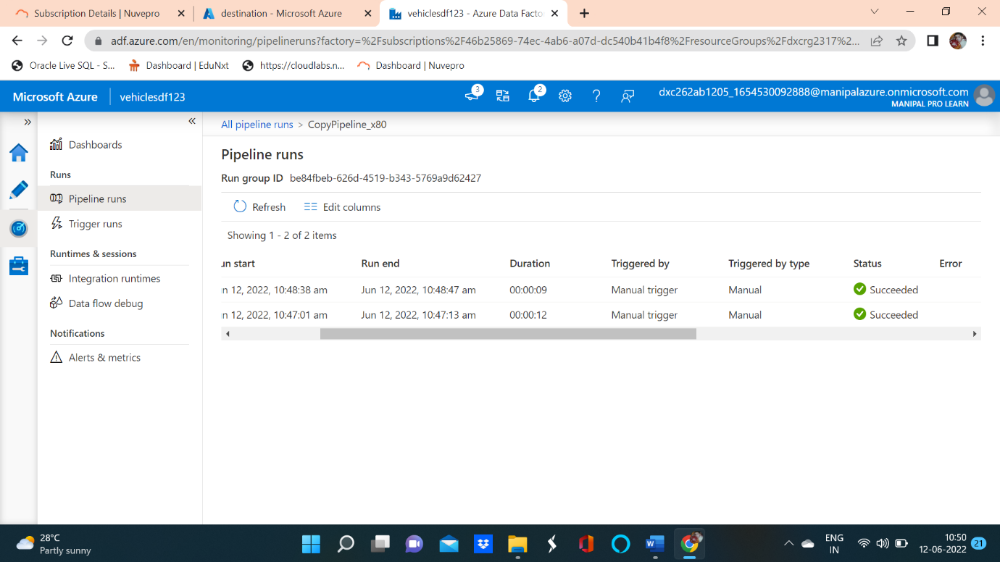 Subscription Details | Nuvepro
destination - Microsoft Azure
vehiclesdf123 - Azure Data Facto
adf.azure.com/en/monitoring/pipelineruns?factory=%2Fsubscriptions%2F46b25869-74ec-4ab6-a07d-dc540b41b4f8%2FresourceGroups%2Fdxcrg2317%2...
Oracle Live SQL - S...
Dashboard | EduNxt
https://cloudlabs.n...
Dashboard | Nuvepro
Microsoft Azure
vehiclesdf123
3
2
dxc262ab1205_1654530092888@manipalazure.onmicrosoft.com
MANIPAL PRO LEARN
Dashboards
Runs
Pipeline runs
Trigger runs
Runtimes & sessions
Integration runtimes
Data flow debug
Notifications
Alerts & metrics
All pipeline runs > CopyPipeline_x80
Pipeline runs
Run group ID be84fbeb-626d-4519-b343-5769a9d62427
Refresh Edit columns
Showing 1 - 2 of 2 items
un start Run end Duration Triggered by Triggered by type Status Error
n 12, 2022, 10:48:38 am Jun 12, 2022, 10:48:47 am 00:00:09 Manual trigger Manual Succeeded
n 12, 2022, 10:47:01 am Jun 12, 2022, 10:47:13 am 00:00:12 Manual trigger Manual Succeeded
28°C
Partly sunny
W
ENG
IN
10:50
12-06-2022
21